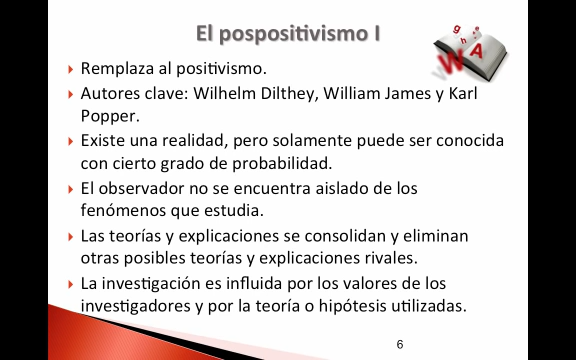 El pospositivismo I
Remplaza al positivismo.
Autores clave: Wilhelm Dilthey, William James y Karl
Popper.
Existe una realidad, pero solamente puede ser conocida
con cierto grado de probabilidad.
El observador no se encuentra aislado de los
fenómenos que estudia.
Las teorías y explicaciones se consolidan y eliminan
otras posibles teorías y explicaciones rivales.
La investigación es influida por los valores de los
investigadores y por la teoría o hipótesis utilizadas.
6
g
h
W
A